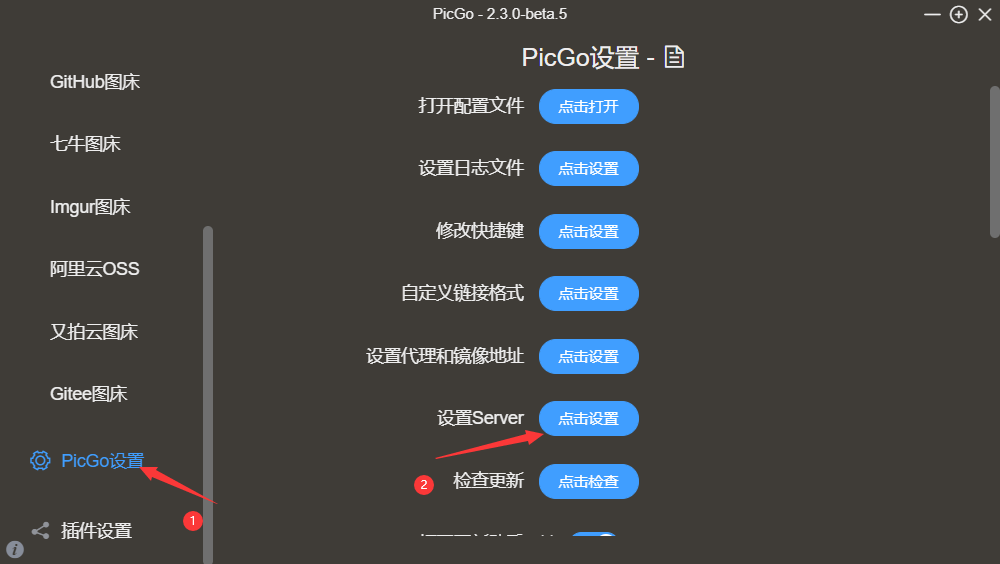 PicGo - 2.3.0-beta.5
PicGo设置 -
GitHub图床
七牛图床
Imgur图床
阿里云OSS
又拍云图床
Gitee图床
PicGo设置
1
插件设置
打开配置文件 点击打开
设置日志文件 点击设置
修改快捷键 点击设置
自定义链接格式 点击设置
设置代理和镜像地址 点击设置
设置Server 点击设置
2
检查更新 点击检查